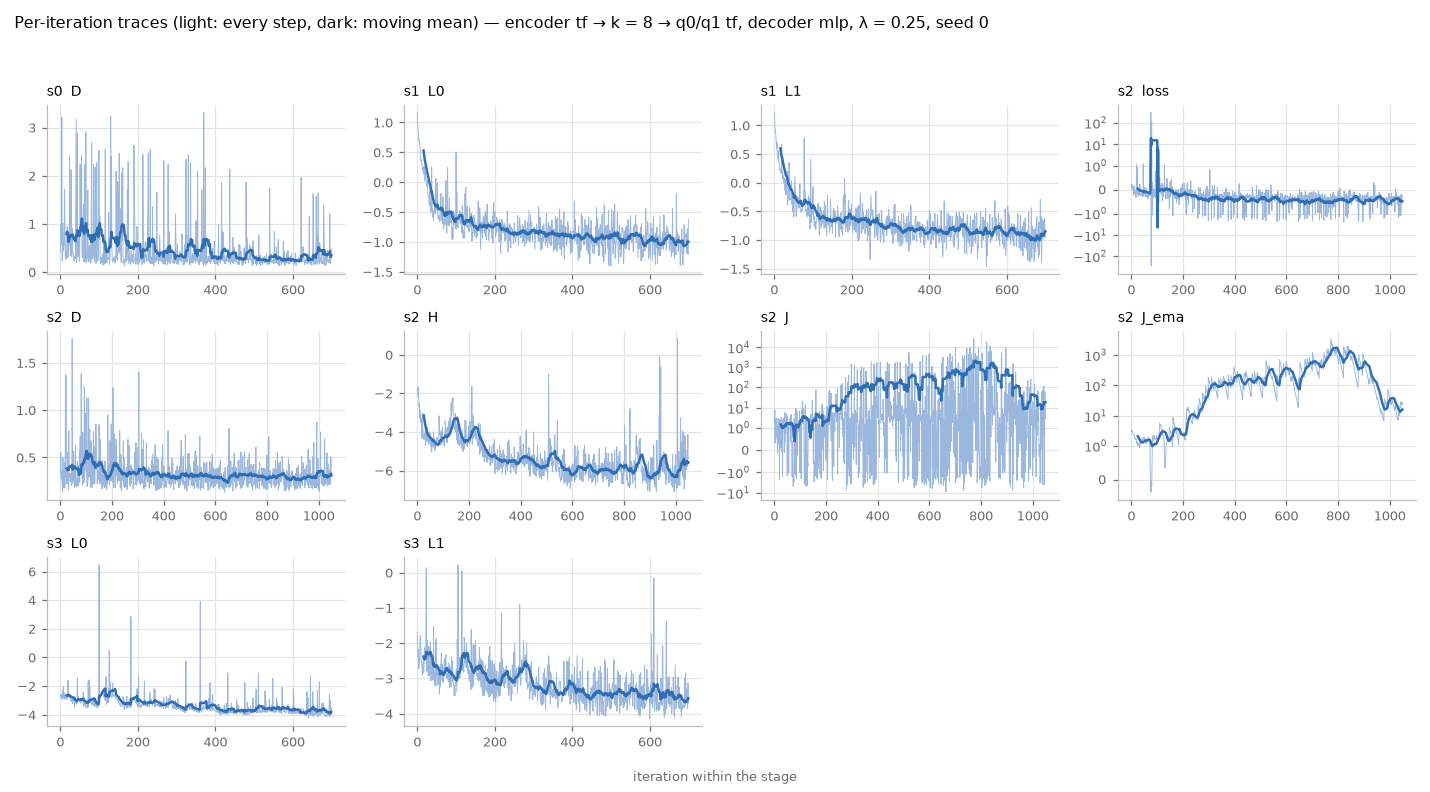 Per-iteration traces (light: every step, dark: moving mean) — encoder tf → k = 8 → q0/q1 tf, decoder mlp, λ = 0.25, seed 0
s0 D
3
2
1
0
0 200 400 600
s1 L0
1.0
0.5
0.0
−0.5
−1.0
−1.5
0 200 400 600
s1 L1
1.0
0.5
0.0
−0.5
−1.0
−1.5
0 200 400 600
s2 loss
10²
10¹
10⁰
0
−10⁰
−10¹
−10²
0 200 400 600 800 1000
s2 D
1.5
1.0
0.5
0 200 400 600 800 1000
s2 H
0
−2
−4
−6
0 200 400 600 800 1000
s2 J
10⁴
10³
10²
10¹
10⁰
0
−10⁰
−10¹
0 200 400 600 800 1000
s2 J_ema
10³
10²
10¹
10⁰
0
0 200 400 600 800 1000
s3 L0
6
4
2
0
−2
−4
0 200 400 600
s3 L1
0
−1
−2
−3
−4
0 200 400 600
iteration within the stage